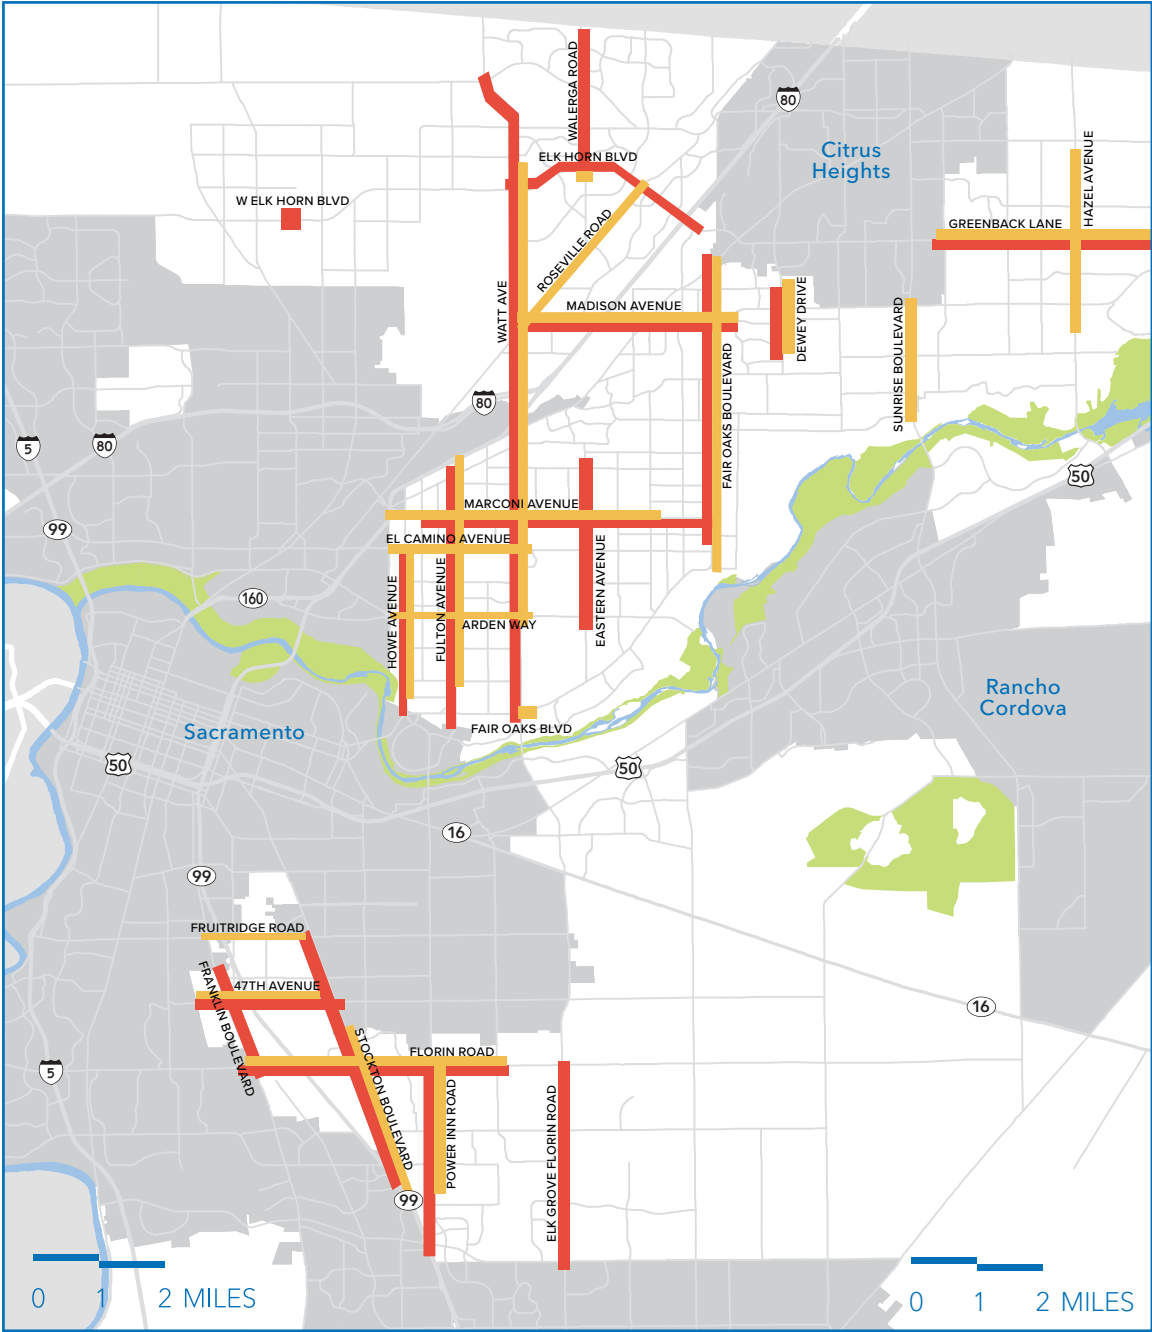 WALERGA ROAD
80
Citrus
Heights
ELK HORN BLVD
HAZEL AVENUE
W ELK HORN BLVD
GREENBACK LANE
ROSEVILLE ROAD
WATT AVE
MADISON AVENUE
DEWEY DRIVE
SUNRISE BOULEVARD
FAIR OAKS BOULEVARD
80
5
80
50
99
MARCONI AVENUE
EL CAMINO AVENUE
EASTERN AVENUE
HOWE AVENUE
FULTON AVENUE
160
ARDEN WAY
Rancho
Cordova
Sacramento
FAIR OAKS BLVD
50
50
16
99
FRUITRIDGE ROAD
FRANKLIN BOULEVARD
47TH AVENUE
16
STOCKTON BOULEVARD
FLORIN ROAD
5
POWER INN ROAD
ELK GROVE FLORIN ROAD
99
0 1 2 MILES
0 1 2 MILES